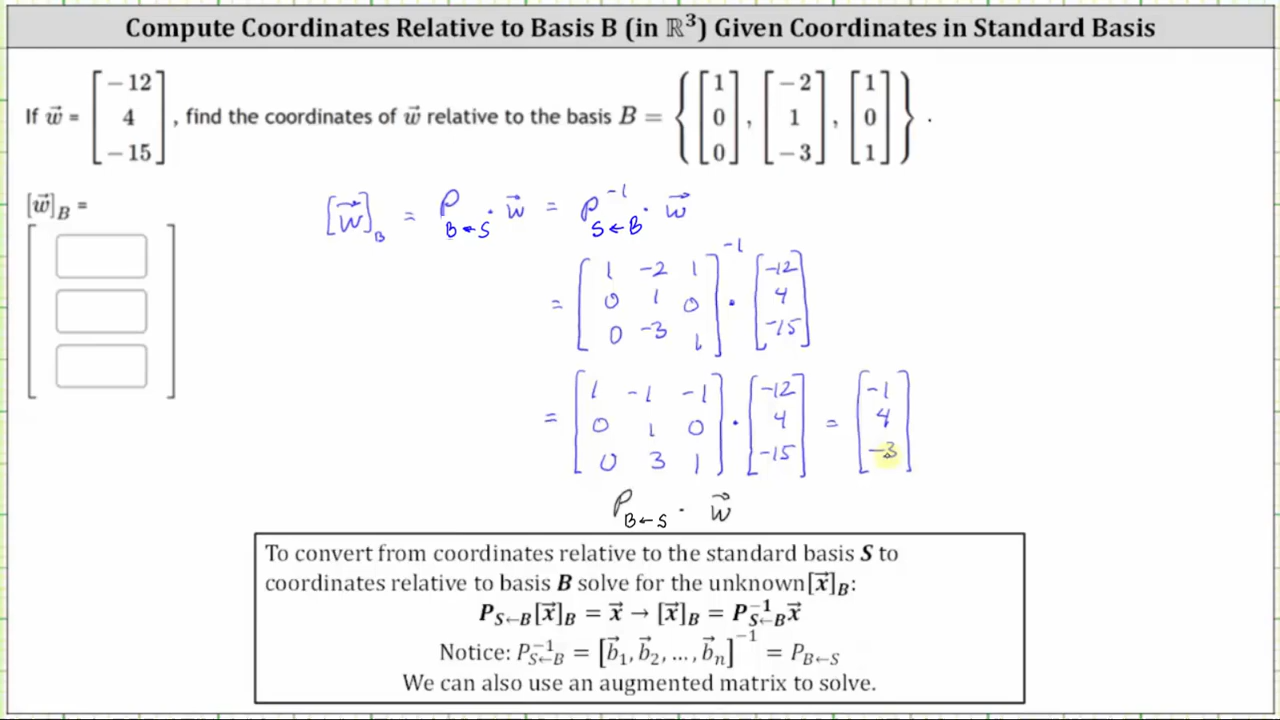 Compute Coordinates Relative to Basis B (in ℝ³) Given Coordinates in Standard Basis
If w⃗ = [−12 4 −15], find the coordinates of w⃗ relative to the basis B = {[1 0 0], [−2 1 −3], [1 0 1]}.
[w⃗]_B =
[w⃗]_B = P_{B←S} · w⃗ = P⁻¹_{S←B} · w⃗
= [1 −2 1
0 1 0
0 −3 1]⁻¹ · [−12 4 −15]
= [1 −1 −1
0 1 0
0 3 1] · [−12 4 −15] = [−1 4 −3]
P_{B←S} · w⃗
To convert from coordinates relative to the standard basis S to
coordinates relative to basis B solve for the unknown[x⃗]_B:
P_{S←B}[x⃗]_B = x⃗ → [x⃗]_B = P⁻¹_{S←B}x⃗
Notice: P⁻¹_{S←B} = [b⃗₁, b⃗₂, ..., b⃗ₙ]⁻¹ = P_{B←S}
We can also use an augmented matrix to solve.